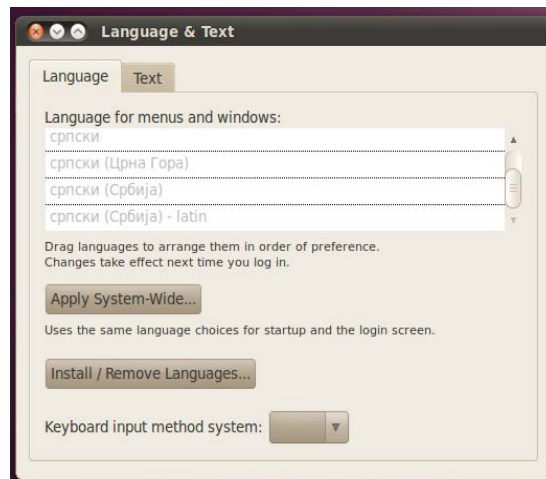 Language & Text
Language Text
Language for menus and windows:
српски
српски (Црна Гора)
српски (Србија)
српски (Србија) - latin
Drag languages to arrange them in order of preference.
Changes take effect next time you log in.
Apply System-Wide...
Uses the same language choices for startup and the login screen.
Install / Remove Languages...
Keyboard input method system: